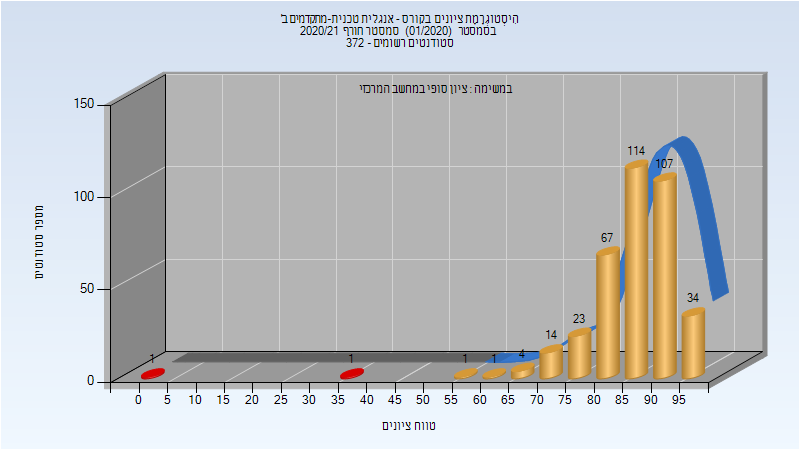 היסטוגרמת ציונים בקורס - אנגלית טכנית-מתקדמים ב'
בסמסטר (01/2020) סמסטר חורף 2020/21
סטודנטים רשומים - 372
במשימה : ציון סופי במחשב המרכזי
מספר סטודנטים
150
100
50
0
1 1 1 1 4 14 23 67 114 107 34
0 5 10 15 20 25 30 35 40 45 50 55 60 65 70 75 80 85 90 95
טווח ציונים